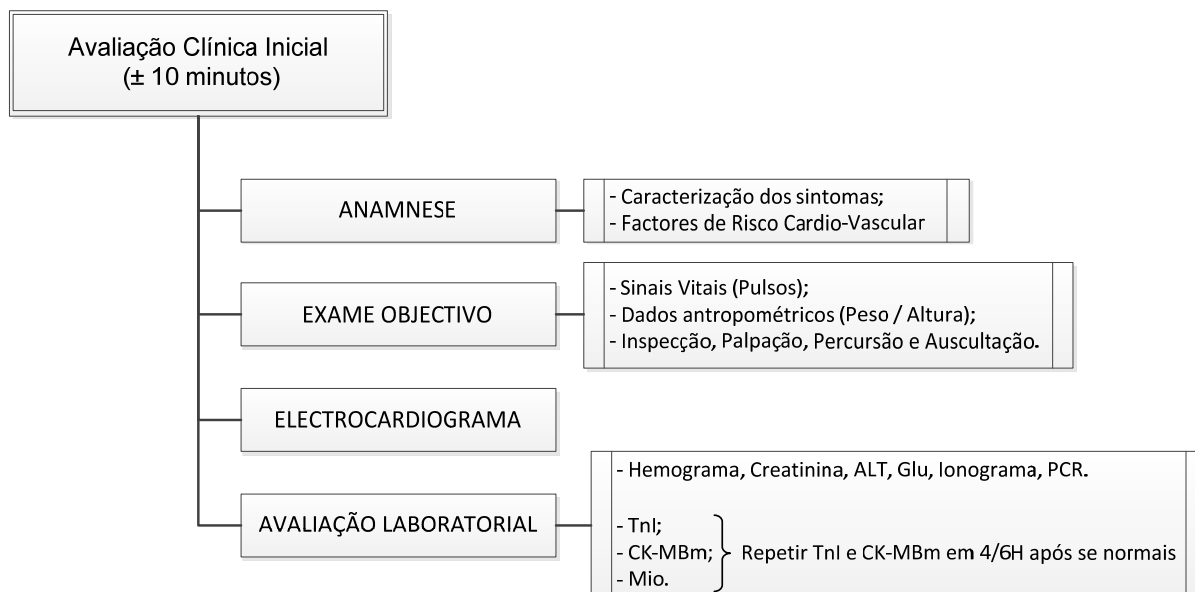 Avaliação Clínica Inicial
(± 10 minutos)
ANAMNESE
- Caracterização dos sintomas;
- Factores de Risco Cardio-Vascular
EXAME OBJECTIVO
- Sinais Vitais (Pulsos);
- Dados antropométricos (Peso / Altura);
- Inspecção, Palpação, Percursão e Auscultação.
ELECTROCARDIOGRAMA
AVALIAÇÃO LABORATORIAL
- Hemograma, Creatinina, ALT, Glu, Ionograma, PCR.
- TnI;
- CK-MBm;
- Mio.
Repetir TnI e CK-MBm em 4/6H após se normais